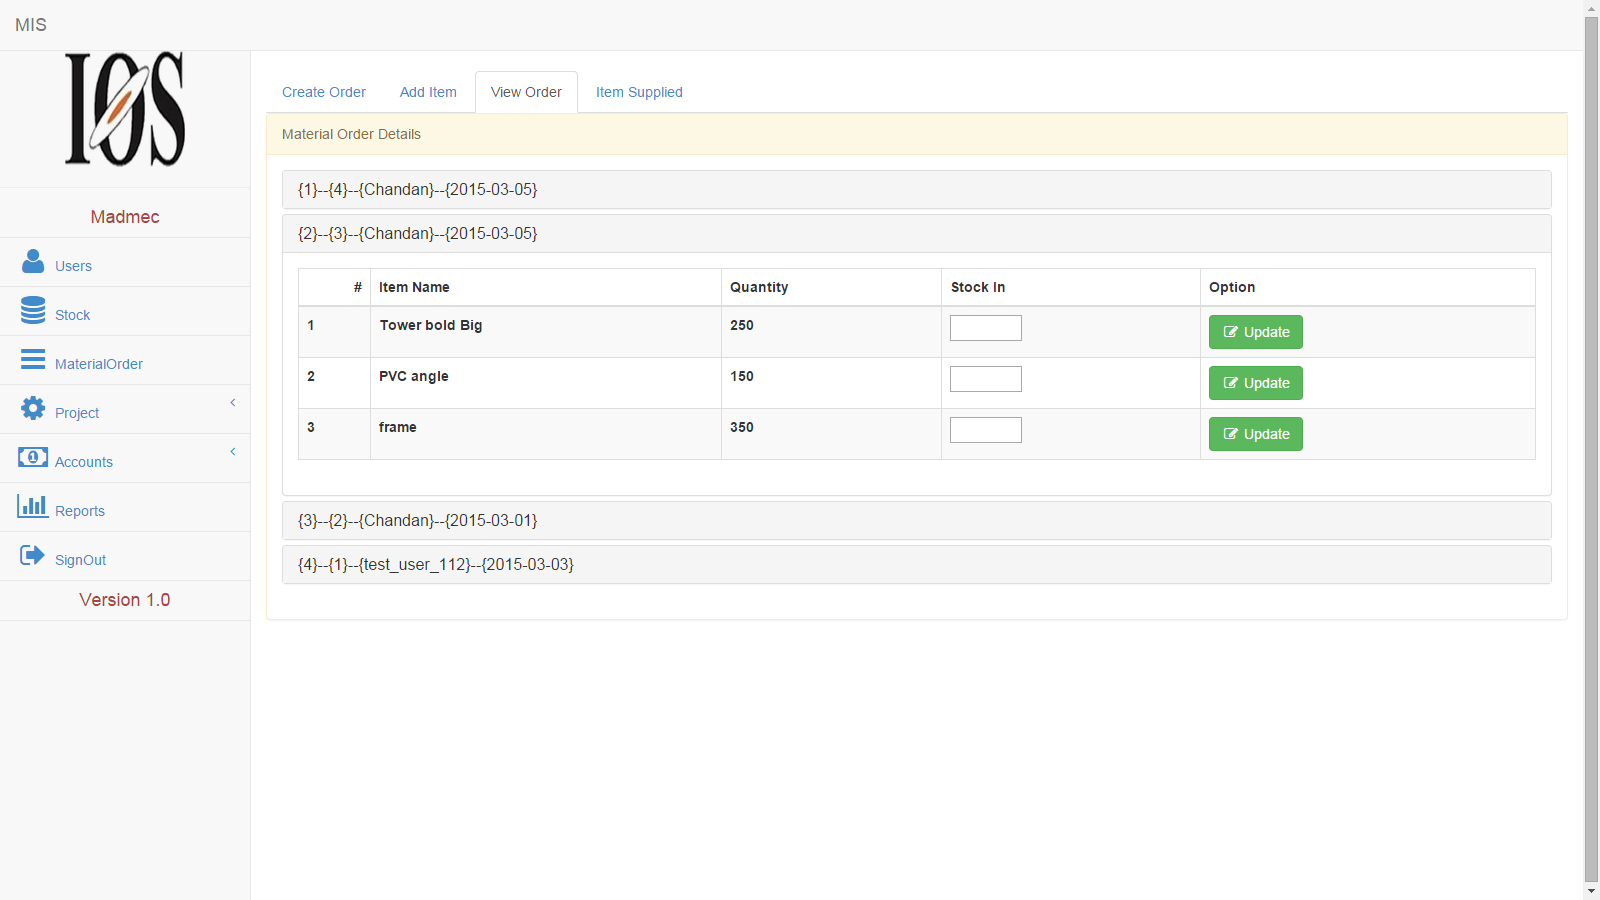 MIS
IOS
Madmec
Users
Stock
MaterialOrder
Project
Accounts
Reports
SignOut
Version 1.0
Create Order Add Item View Order Item Supplied
Material Order Details
{1}--{4}--{Chandan}--{2015-03-05}
{2}--{3}--{Chandan}--{2015-03-05}
# Item Name Quantity Stock In Option
1 Tower bold Big 250 Update
2 PVC angle 150 Update
3 frame 350 Update
{3}--{2}--{Chandan}--{2015-03-01}
{4}--{1}--{test_user_112}--{2015-03-03}